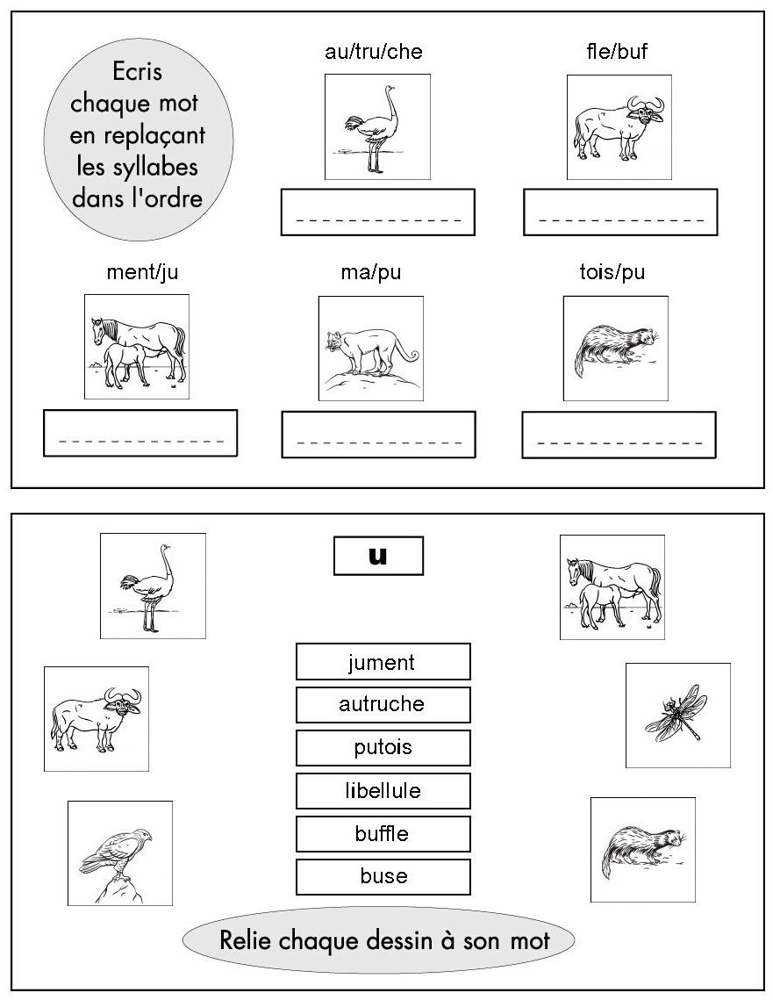 Ecris
chaque mot
en replaçant
les syllabes
dans l'ordre
au/tru/che
fle/buf
ment/ju
ma/pu
tois/pu
u
jument
autruche
putois
libellule
buffle
buse
Relie chaque dessin à son mot